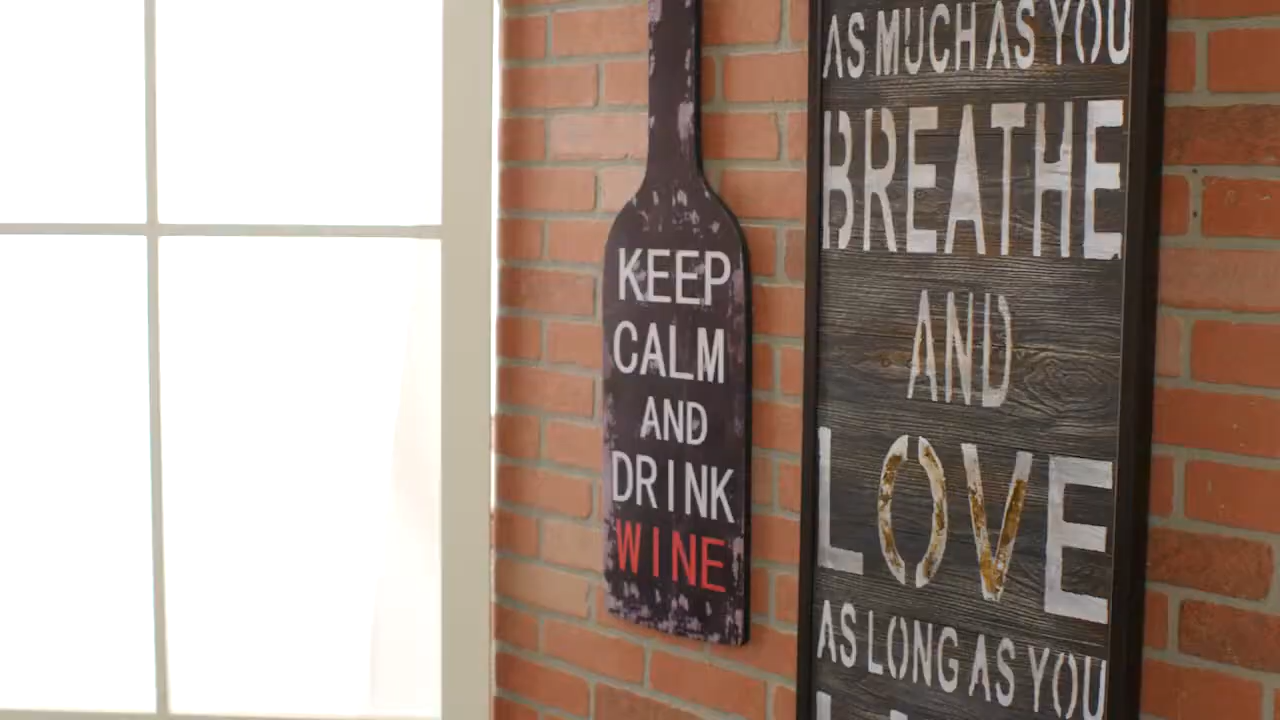 KEEP
CALM
AND
DRINK
WINE
AS MUCH AS YOU
BREATHE
AND
LOVE
AS LONG AS YOU